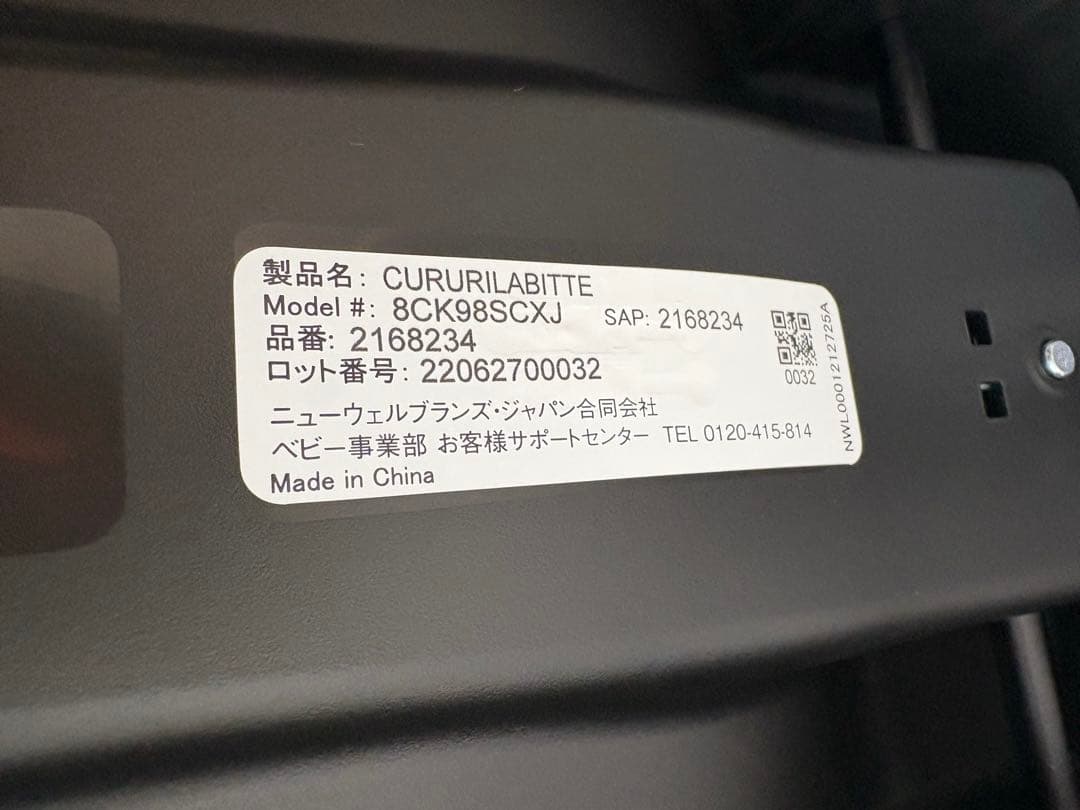 製品名: CURURILABITTE
Model #: 8CK98SCXJ SAP: 2168234
品番: 2168234
ロット番号: 22062700032
0032
ニューウェルブランズ・ジャパン合同会社
ベビー事業部 お客様サポートセンター TEL 0120-415-814
Made in China
NWL0001212725A